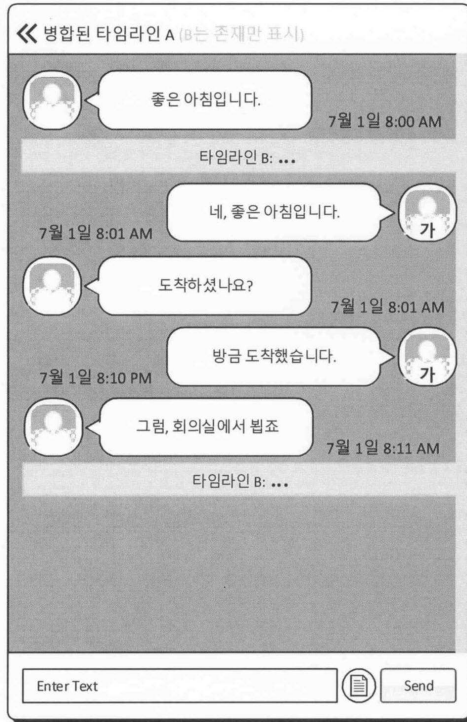 병합된 타임라인 A (B는 존재만 표시)
좋은 아침입니다.
7월 1일 8:00 AM
타임라인 B: •••
네, 좋은 아침입니다.
가
7월 1일 8:01 AM
도착하셨나요?
7월 1일 8:01 AM
방금 도착했습니다.
가
7월 1일 8:10 PM
그럼, 회의실에서 뵙죠
7월 1일 8:11 AM
타임라인 B: •••
Enter Text
Send